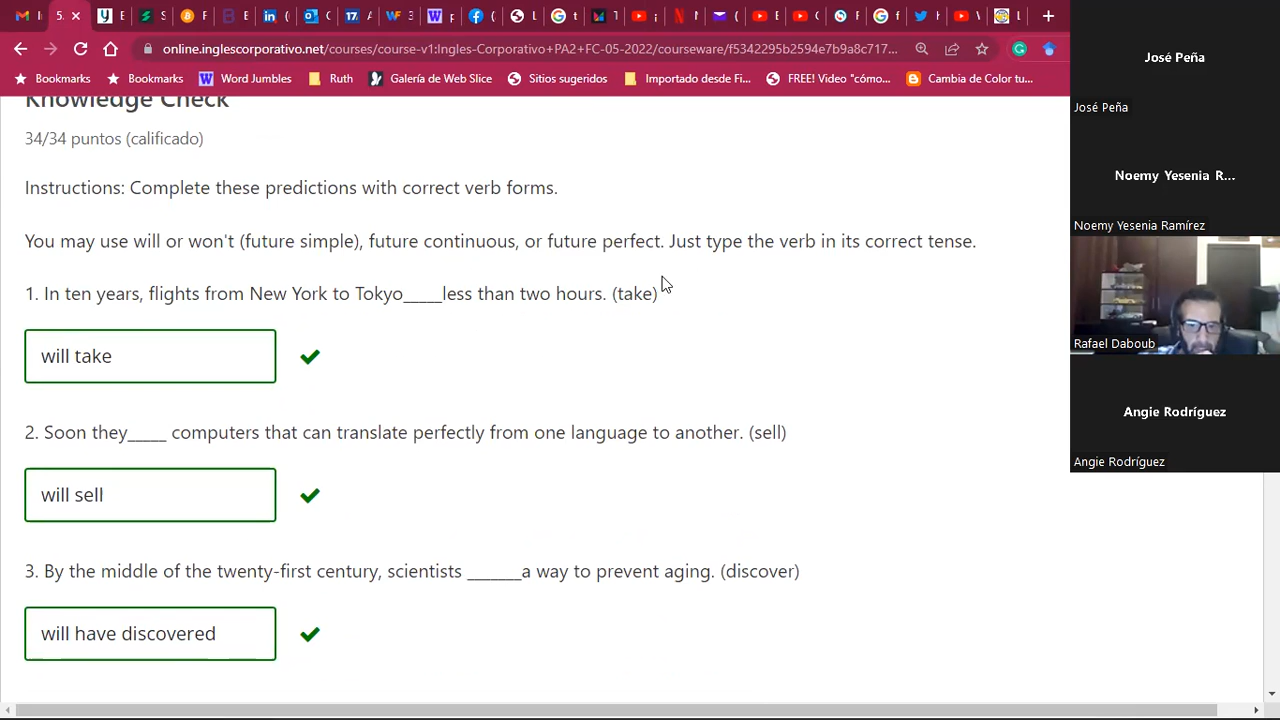 5.
online.inglescorporativo.net/courses/course-v1:Ingles-Corporativo+PA2+FC-05-2022/courseware/f5342295b2594e7b9a8c717...
Bookmarks Bookmarks Word Jumbles Ruth Galería de Web Slice Sitios sugeridos Importado desde Fi... FREE! Video "cómo... Cambia de Color tu...
Knowledge Check
34/34 puntos (calificado)
Instructions: Complete these predictions with correct verb forms.
You may use will or won't (future simple), future continuous, or future perfect. Just type the verb in its correct tense.
1. In ten years, flights from New York to Tokyo_____less than two hours. (take)
will take
2. Soon they_____ computers that can translate perfectly from one language to another. (sell)
will sell
3. By the middle of the twenty-first century, scientists _______a way to prevent aging. (discover)
will have discovered
José Peña
José Peña
Noemy Yesenia R...
Noemy Yesenia Ramírez
Rafael Daboub
Angie Rodríguez
Angie Rodríguez